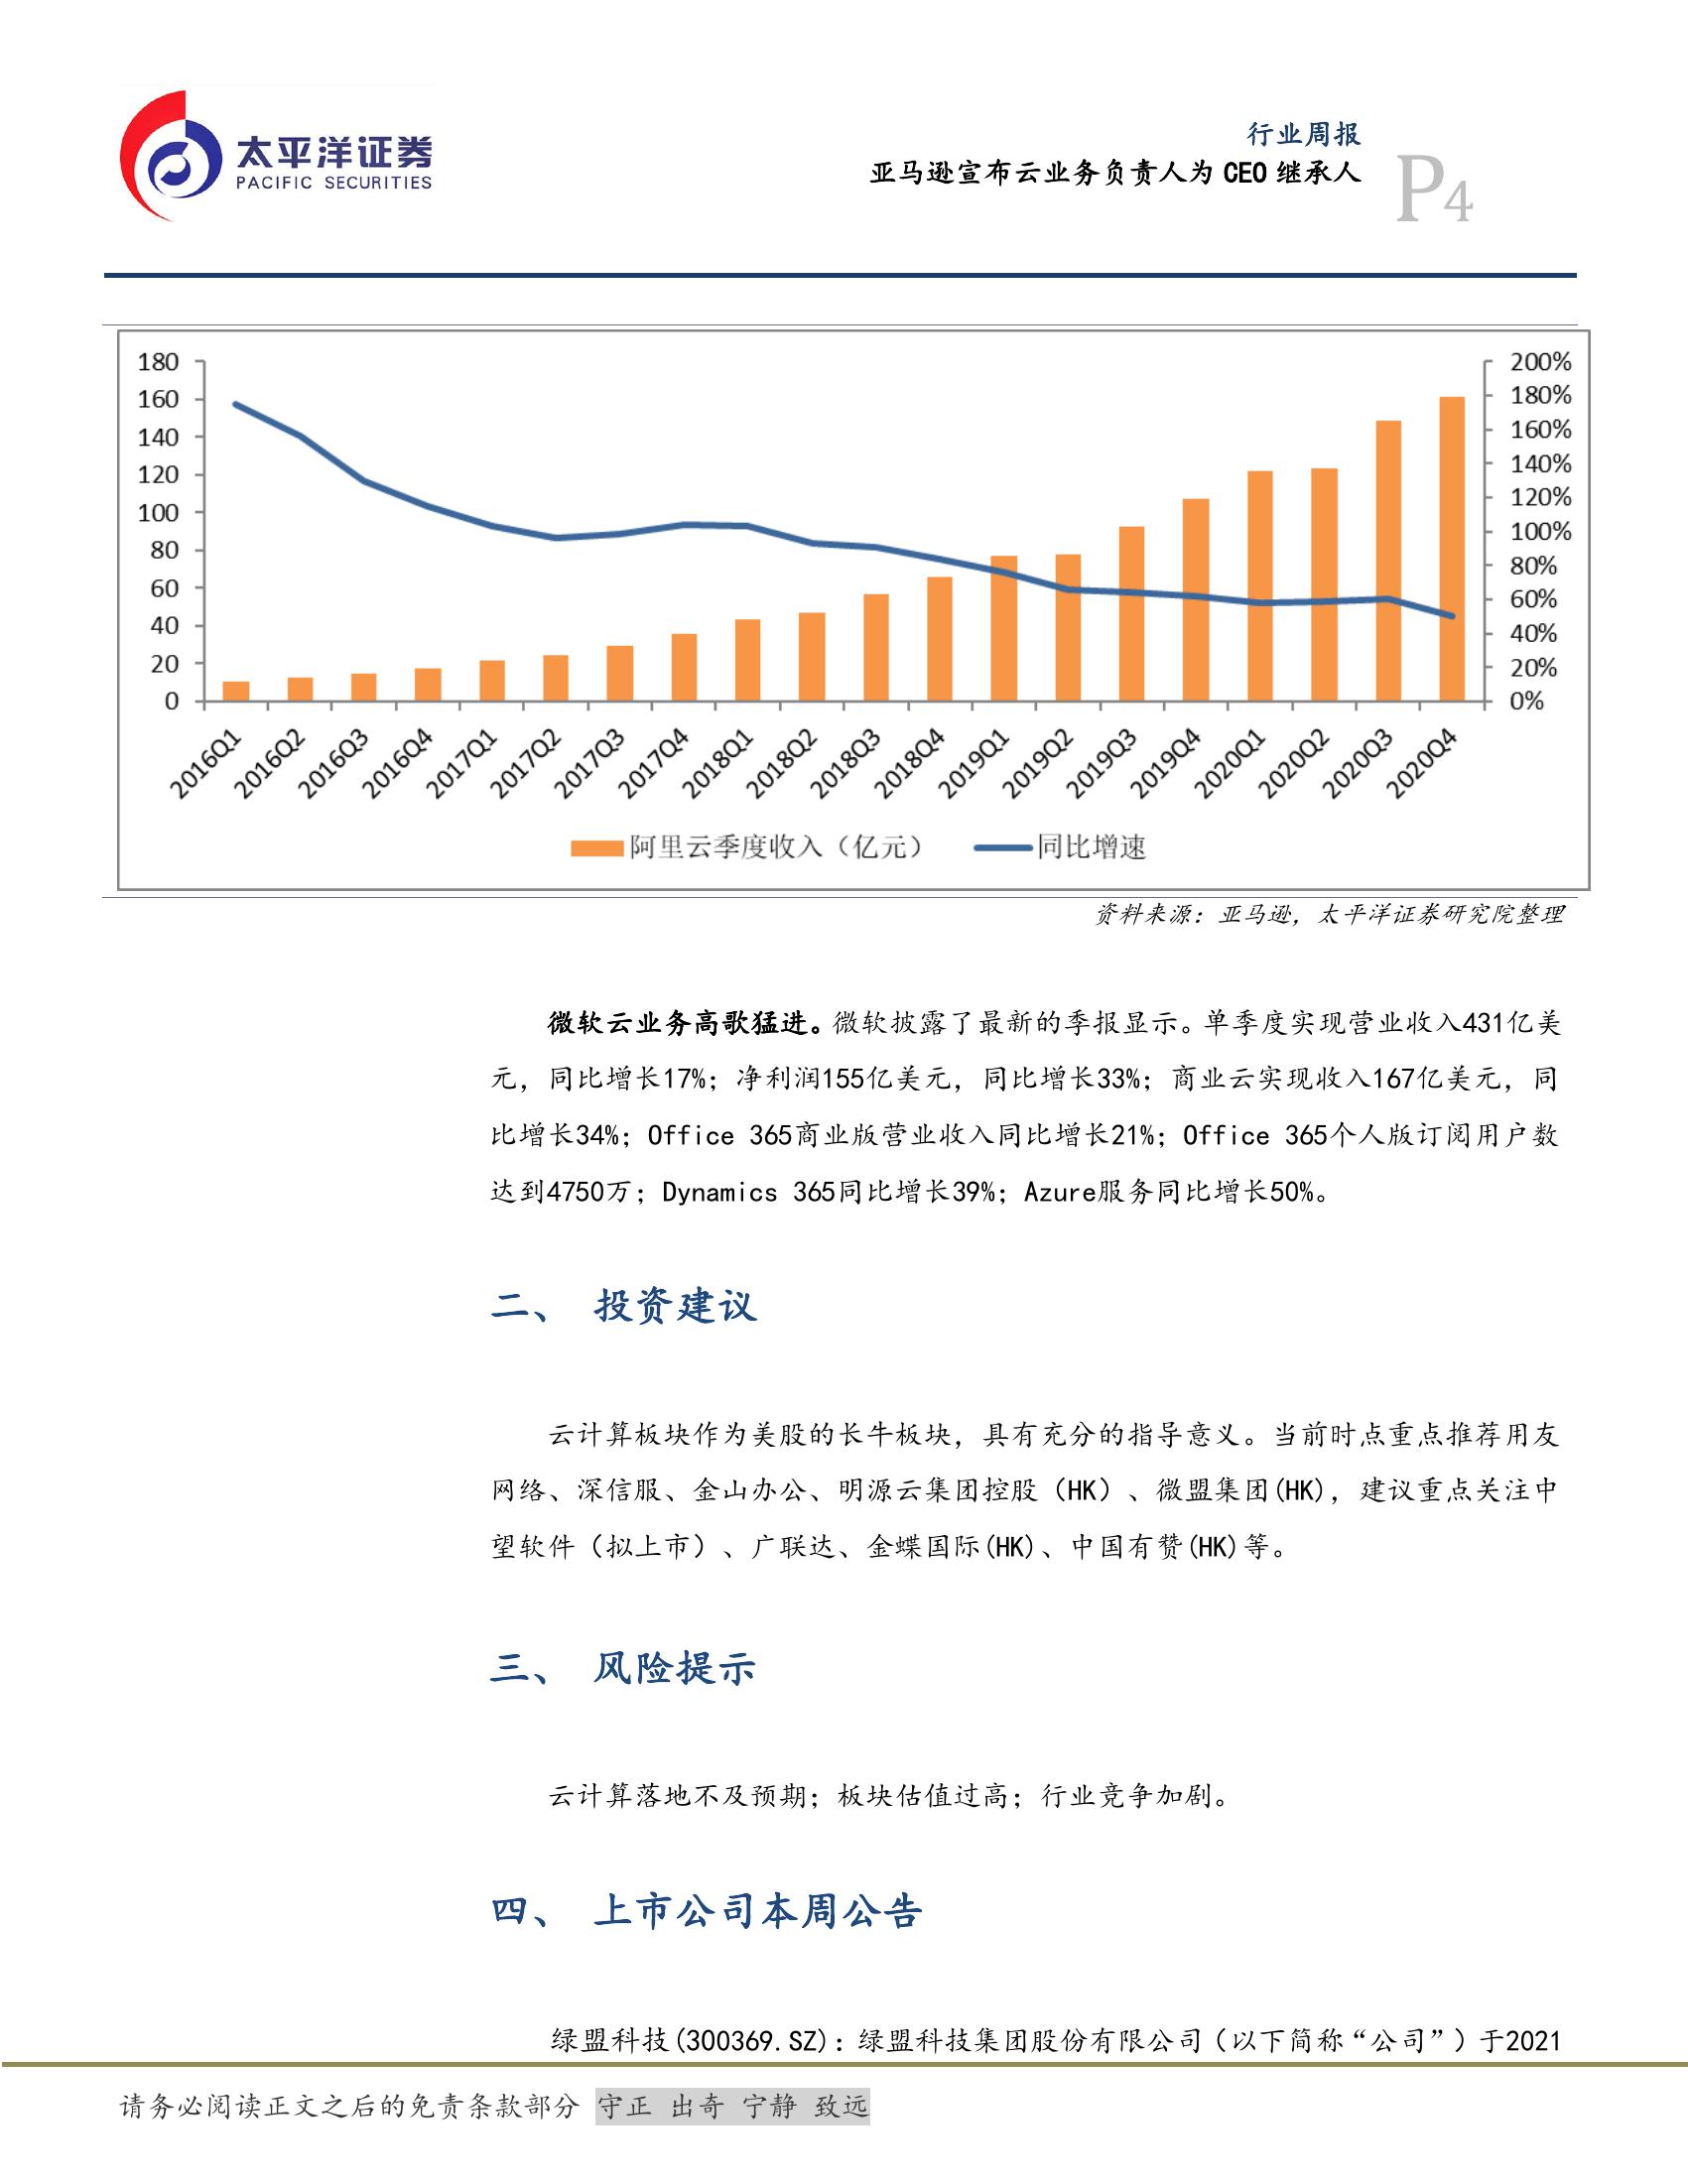 太平洋证券
PACIFIC SECURITIES
行业周报
亚马逊宣布云业务负责人为 CEO 继承人
P4
180
160
140
120
100
80
60
40
20
0
200%
180%
160%
140%
120%
100%
80%
60%
40%
20%
0%
2016Q1
2016Q2
2016Q3
2016Q4
2017Q1
2017Q2
2017Q3
2017Q4
2018Q1
2018Q2
2018Q3
2018Q4
2019Q1
2019Q2
2019Q3
2019Q4
2020Q1
2020Q2
2020Q3
2020Q4
阿里云季度收入（亿元） 同比增速
资料来源：亚马逊，太平洋证券研究院整理
微软云业务高歌猛进。微软披露了最新的季报显示。单季度实现营业收入431亿美
元，同比增长17%；净利润155亿美元，同比增长33%；商业云实现收入167亿美元，同
比增长34%；Office 365商业版营业收入同比增长21%；Office 365个人版订阅用户数
达到4750万；Dynamics 365同比增长39%；Azure服务同比增长50%。
二、 投资建议
云计算板块作为美股的长牛板块，具有充分的指导意义。当前时点重点推荐用友
网络、深信服、金山办公、明源云集团控股（HK）、微盟集团(HK)，建议重点关注中
望软件（拟上市）、广联达、金蝶国际(HK)、中国有赞(HK)等。
三、 风险提示
云计算落地不及预期；板块估值过高；行业竞争加剧。
四、 上市公司本周公告
绿盟科技(300369.SZ)：绿盟科技集团股份有限公司（以下简称“公司”）于2021
请务必阅读正文之后的免责条款部分 守正 出奇 宁静 致远